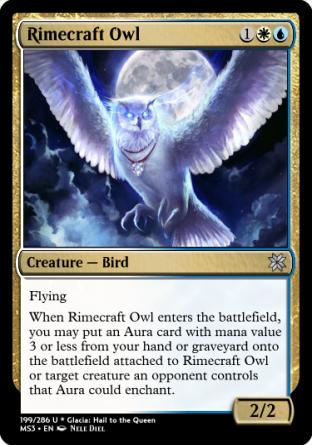 Rimecraft Owl 1
Creature — Bird
Flying
When Rimecraft Owl enters the battlefield,
you may put an Aura card with mana value
3 or less from your hand or graveyard onto
the battlefield attached to Rimecraft Owl
or target creature an opponent controls
that Aura could enchant.
2/2
199/286 U * Glacia: Hail to the Queen
MS3 • EN Nele Diel